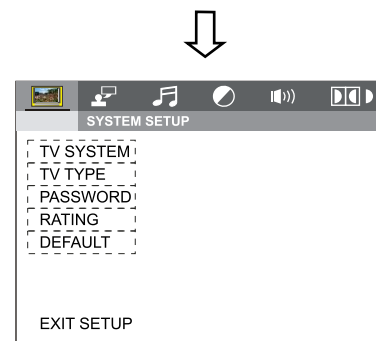 SYSTEM SETUP
TV SYSTEM
TV TYPE
PASSWORD
RATING
DEFAULT
EXIT SETUP